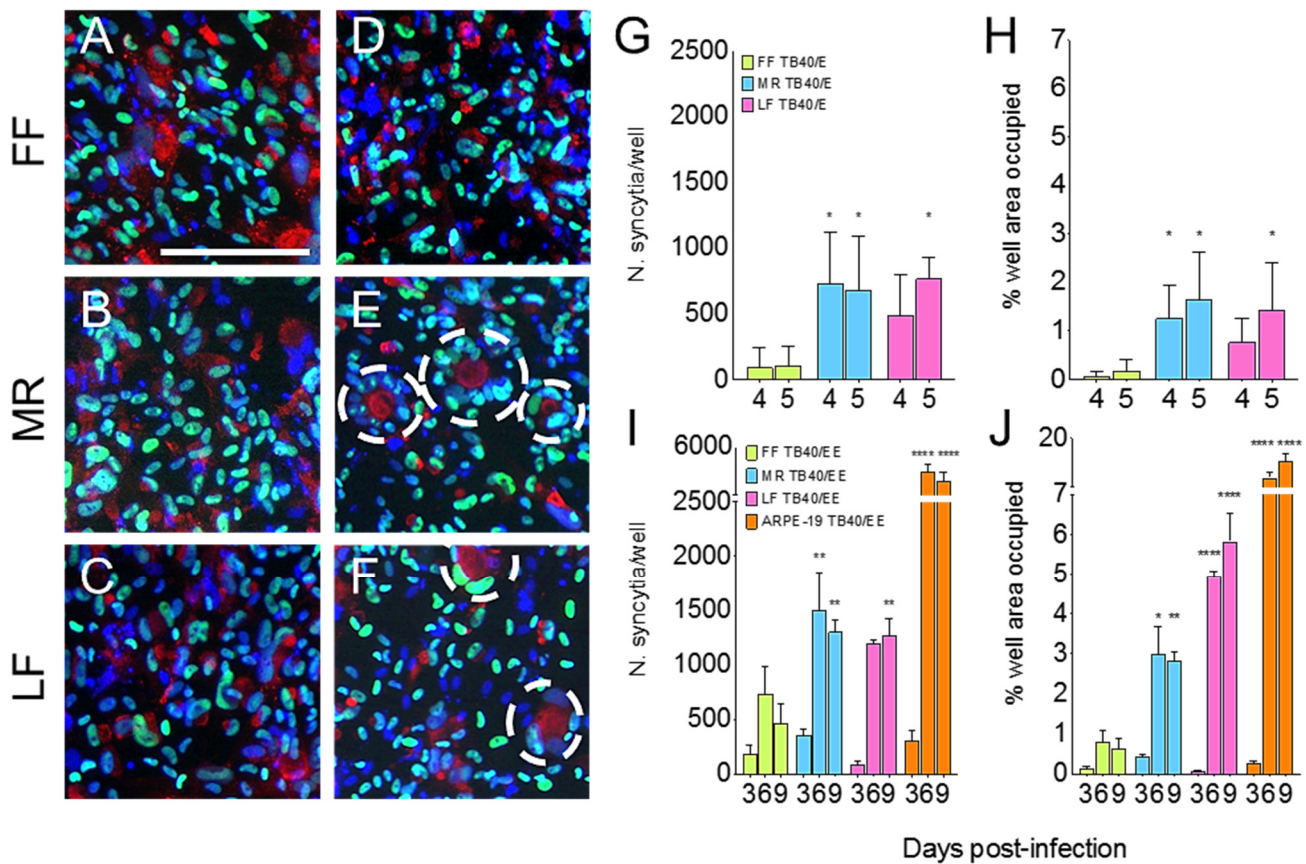 A
D
FF
B
E
MR
C
F
LF
G
2500
2000
1500
1000
500
0
N. syncytia/well
FF TB40/E
MR TB40/E
LF TB40/E
* * *
4 5 4 5 4 5
H
7
6
5
4
3
2
1
0
% well area occupied
* * *
4 5 4 5 4 5
I
6000
2500
2000
1500
1000
500
0
N. syncytia/well
FF TB40/EE
MR TB40/EE
LF TB40/EE
ARPE -19 TB40/EE
** ** ** **** ****
369 369 369 369
J
20
7
6
5
4
3
2
1
0
% well area occupied
* ** **** **** **** ****
369 369 369 369
Days post-infection